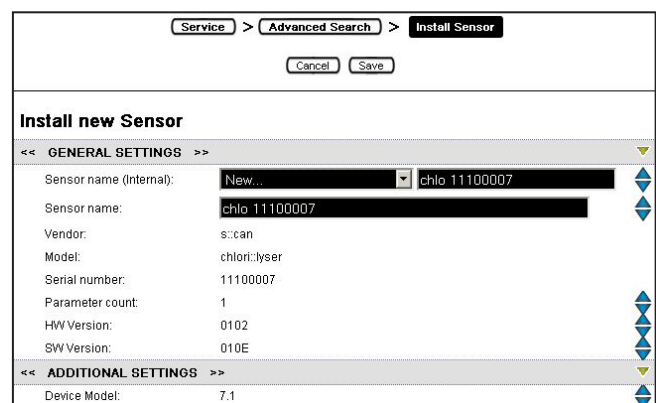 Service > Advanced Search > Install Sensor
Cancel Save
Install new Sensor
<< GENERAL SETTINGS >>
Sensor name (Internal): New... chlo 11100007
Sensor name: chlo 11100007
Vendor: s::can
Model: chlori::lyser
Serial number: 11100007
Parameter count: 1
HW Version: 0102
SW Version: 010E
<< ADDITIONAL SETTINGS >>
Device Model: 7.1